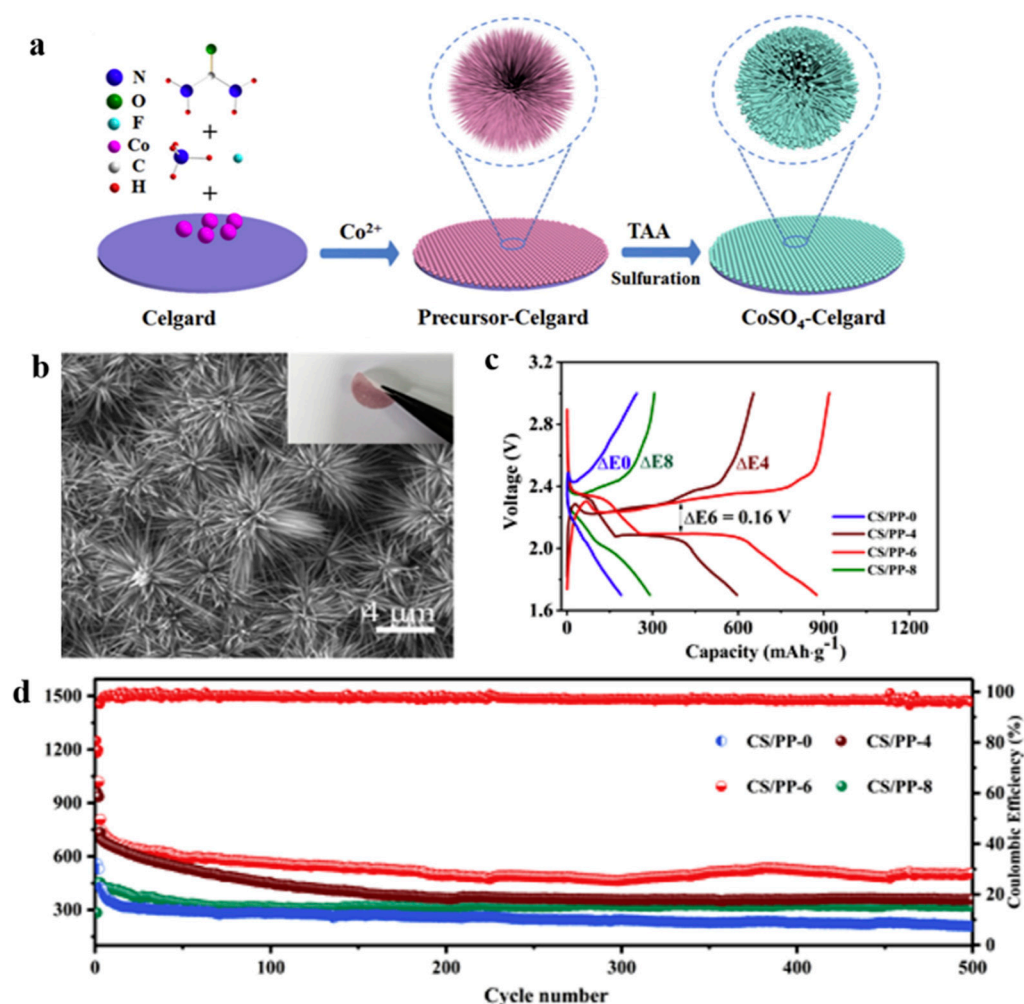 a
N
O
F
Co
C
H
+
+
Co²⁺
TAA
Sulfuration
Celgard
Precursor-Celgard
CoSO₄-Celgard
b
4 μm
c
3.2
2.8
2.4
2.0
1.6
Voltage (V)
ΔE0
ΔE8
ΔE4
ΔE6 = 0.16 V
CS/PP-0
CS/PP-4
CS/PP-6
CS/PP-8
0
300
600
900
1200
Capacity (mAh·g⁻¹)
d
1500
1200
900
600
300
CS/PP-0
CS/PP-4
CS/PP-6
CS/PP-8
100
80
60
40
20
0
Coulombic Efficiency (%)
0
100
200
300
400
500
Cycle number